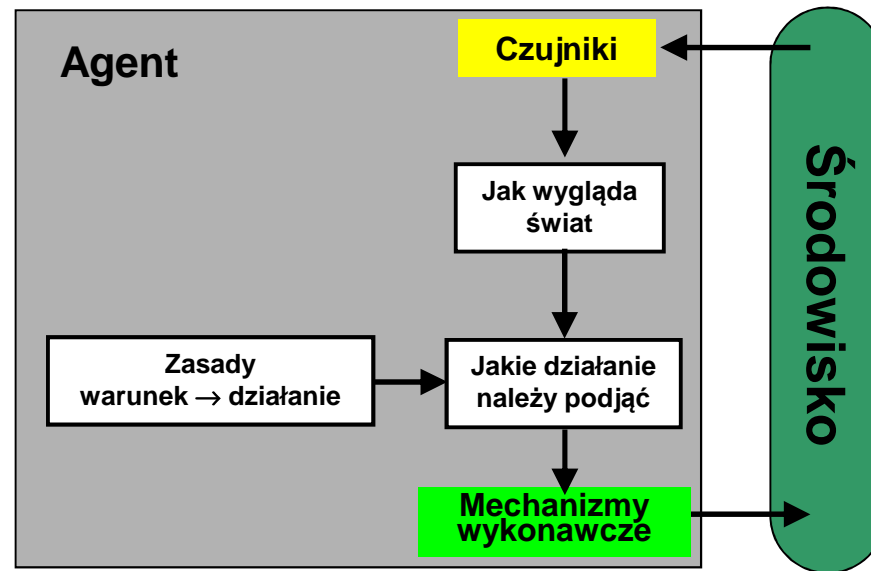 Agent
Czujniki
Jak wygląda
świat
Zasady
warunek → działanie
Jakie działanie
należy podjąć
Mechanizmy
wykonawcze
Środowisko